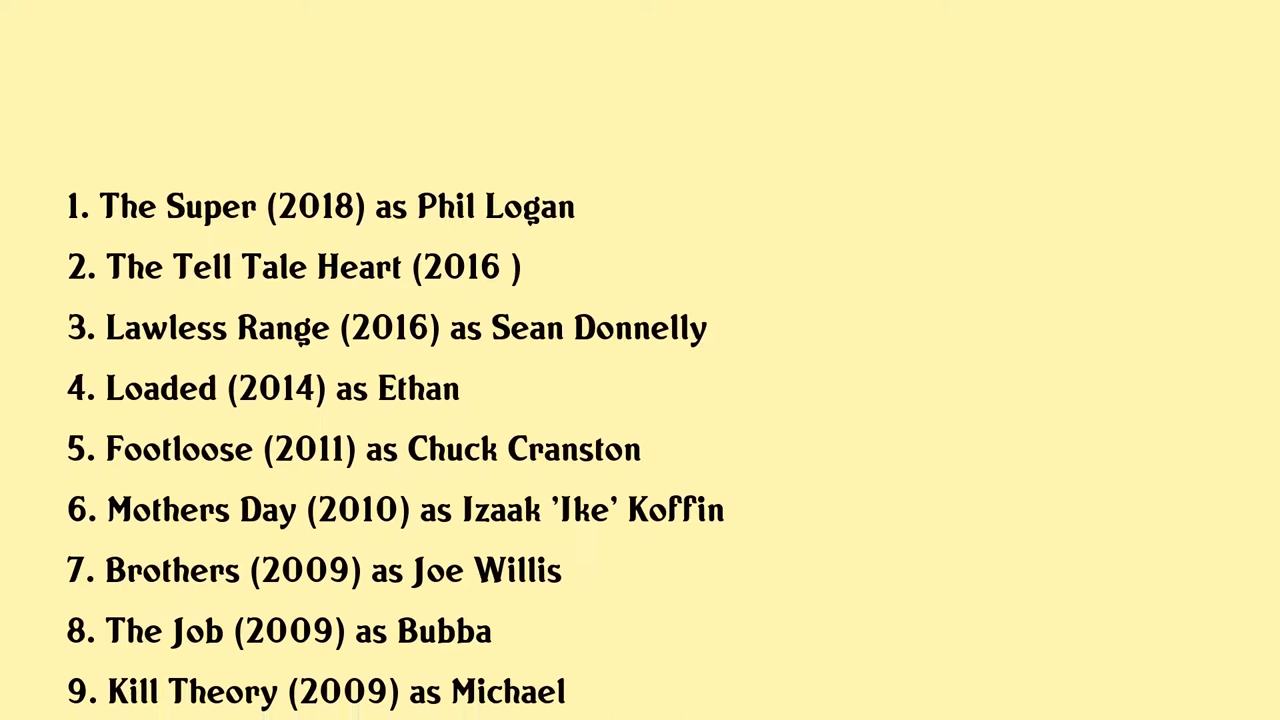 1. The Super (2018) as Phil Logan
2. The Tell Tale Heart (2016 )
3. Lawless Range (2016) as Sean Donnelly
4. Loaded (2014) as Ethan
5. Footloose (2011) as Chuck Cranston
6. Mothers Day (2010) as Izaak 'Ike' Koffin
7. Brothers (2009) as Joe Willis
8. The Job (2009) as Bubba
9. Kill Theory (2009) as Michael